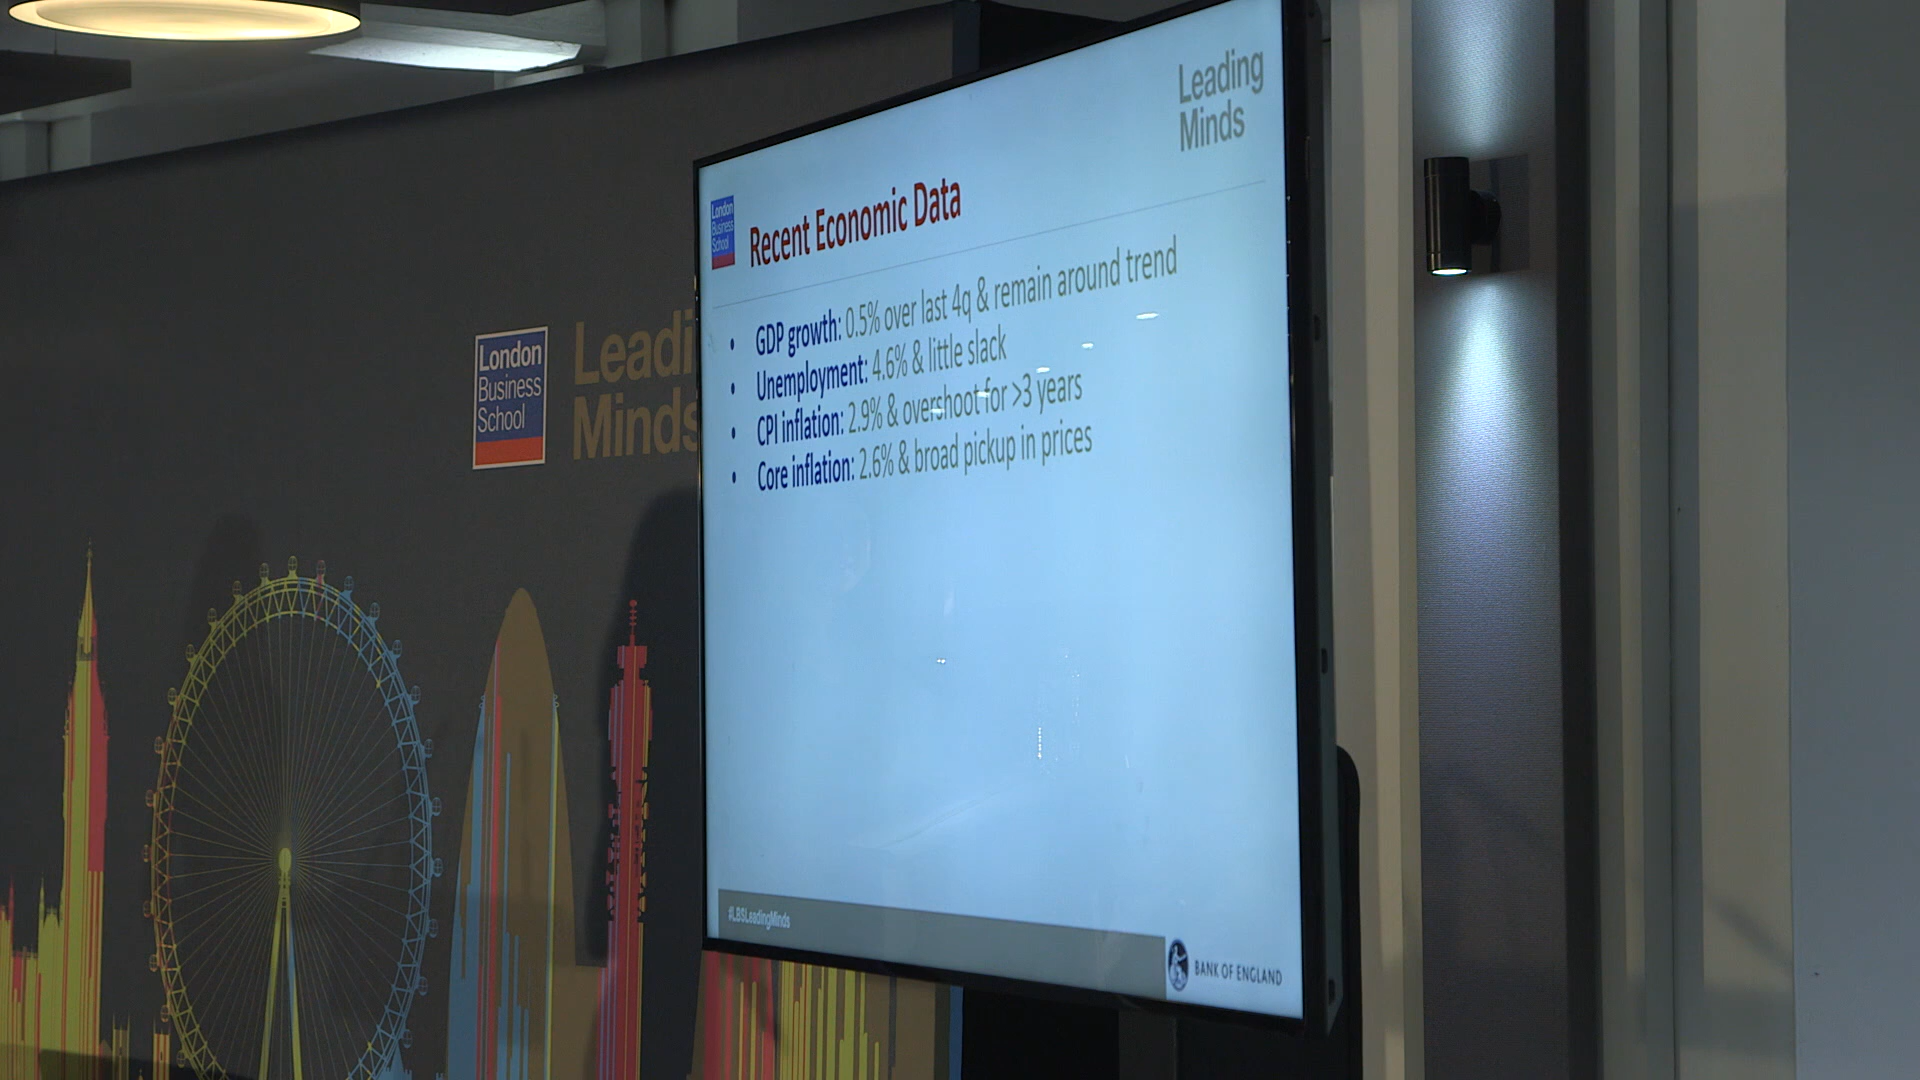 Leading
Minds
London
Business
School
Recent Economic Data
• GDP growth: 0.5% over last 4q & remain around trend
• Unemployment: 4.6% & little slack
• CPI inflation: 2.9% & overshoot for >3 years
• Core inflation: 2.6% & broad pickup in prices
#LBSLeadingMinds
BANK OF ENGLAND
London
Business
School
Leadi
Minds